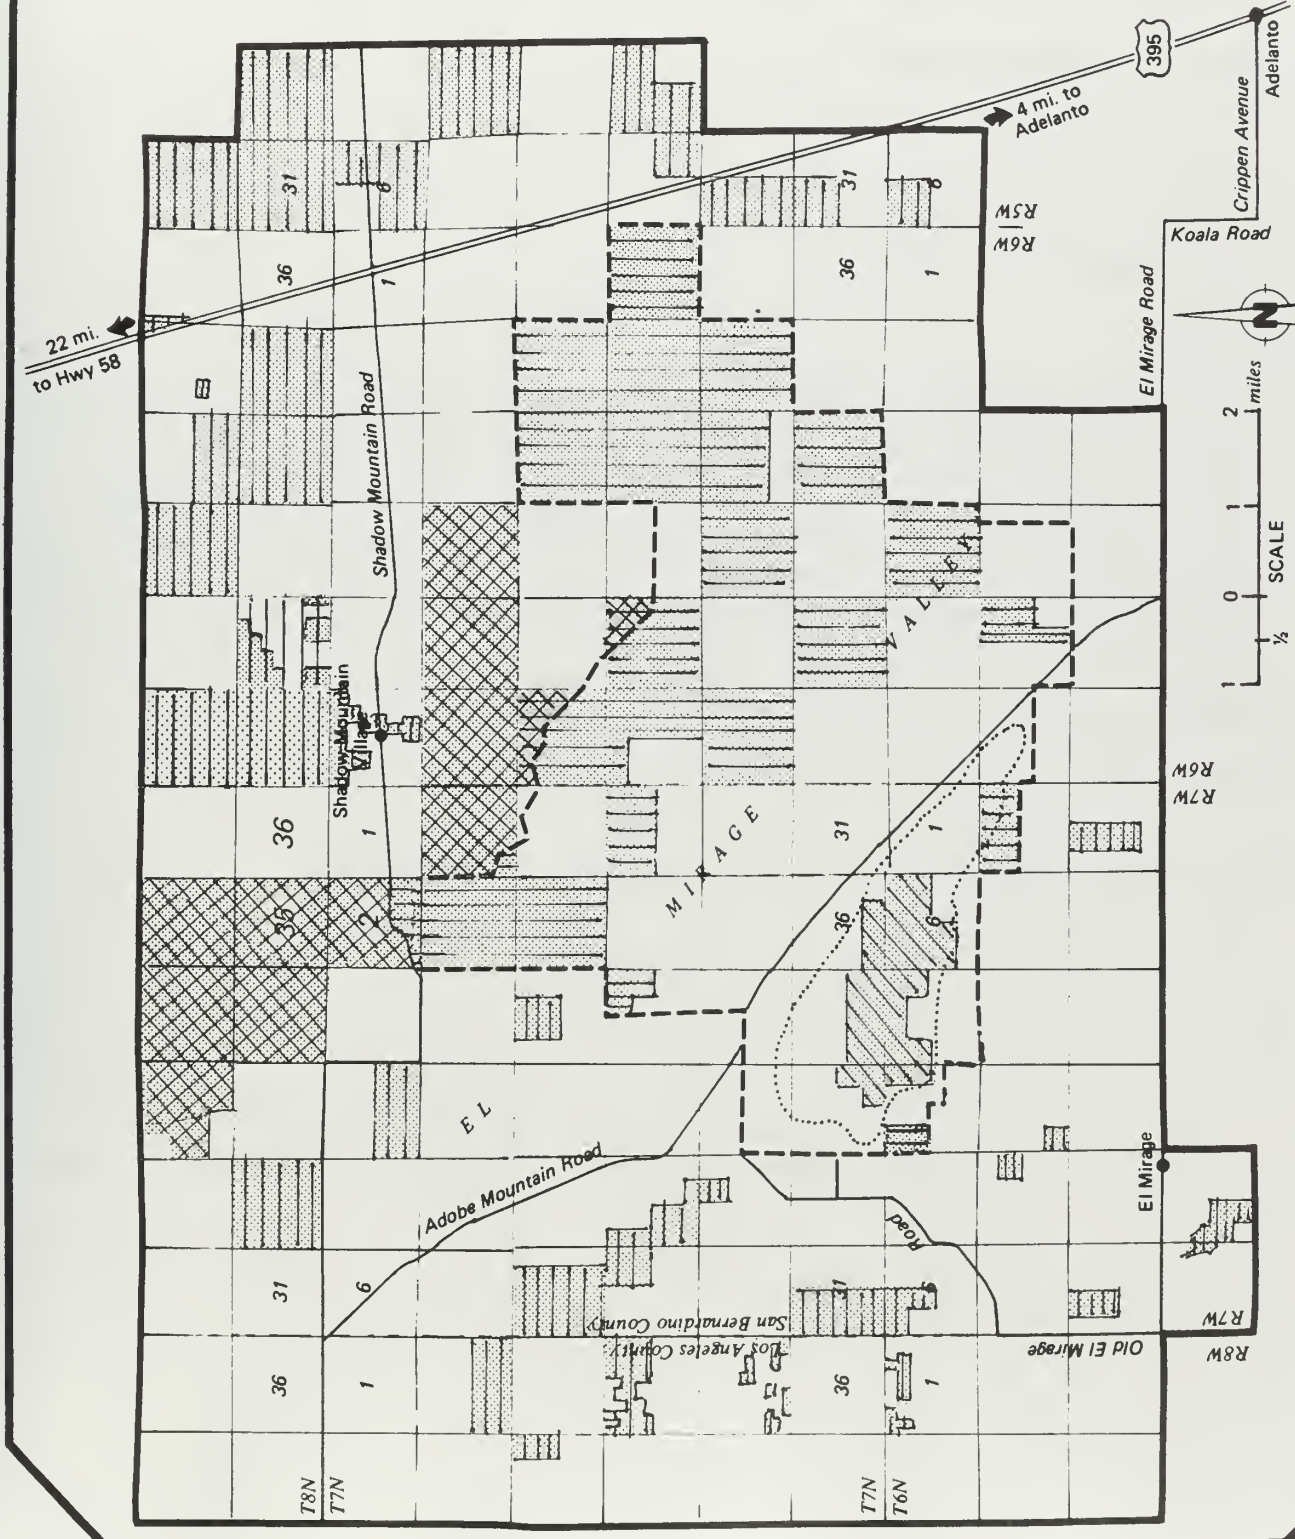 395
4 mi. to
Adelanto
Crippen Avenue
Adelanto
Koala Road
El Mirage Road
R5W
R6W
31
6
31
6
36
1
36
1
22 mi.
to Hwy 58
Shadow Mountain Road
N
miles
2
1
0
½
1
SCALE
Shadow Mountain
Village
VALLEY
MIRAGE
EL
R6W
R7W
36
1
31
1
36
2
36
6
Adobe Mountain Road
El Mirage
Road
31
6
31
6
San Bernardino County
Los Angeles County
Old El Mirage
R7W
R8W
36
1
36
1
T8N
T7N
T7N
T6N